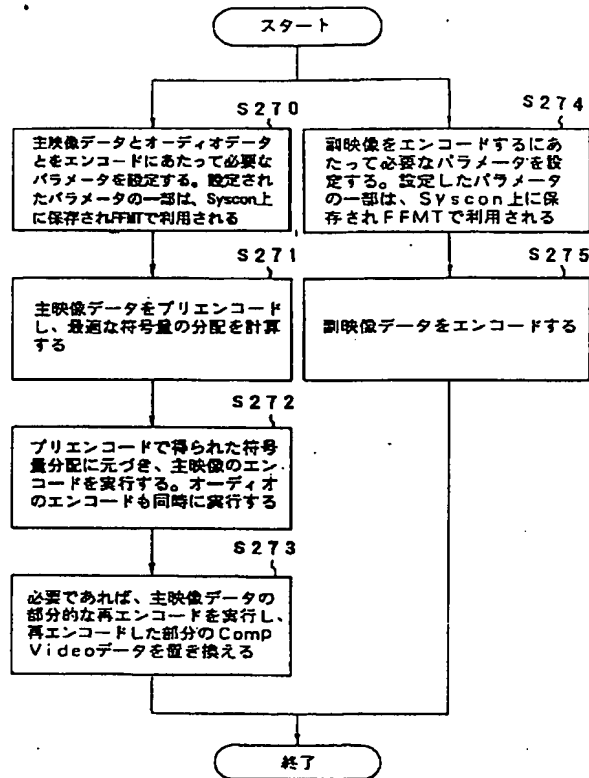 スタート
S270
主映像データとオーディオデータ
とをエンコードにあたって必要な
パラメータを設定する。設定され
たパラメータの一部は、Syscon上
に保存されFFMTで利用される
S271
主映像データをプリエンコード
し、最適な符号量の分配を計算
する
S272
プリエンコードで得られた符号
量分配に元づき、主映像のエン
コードを実行する。オーディオ
のエンコードも同時に実行する
S273
必要であれば、主映像データの
部分的な再エンコードを実行し、
再エンコードした部分のComp
Videoデータを置き換える
S274
副映像をエンコードするにあ
たって必要なパラメータを設
定する。設定したパラメータ
の一部は、Syscon上に保
存されFFMTで利用される
S275
副映像データをエンコードする
終了